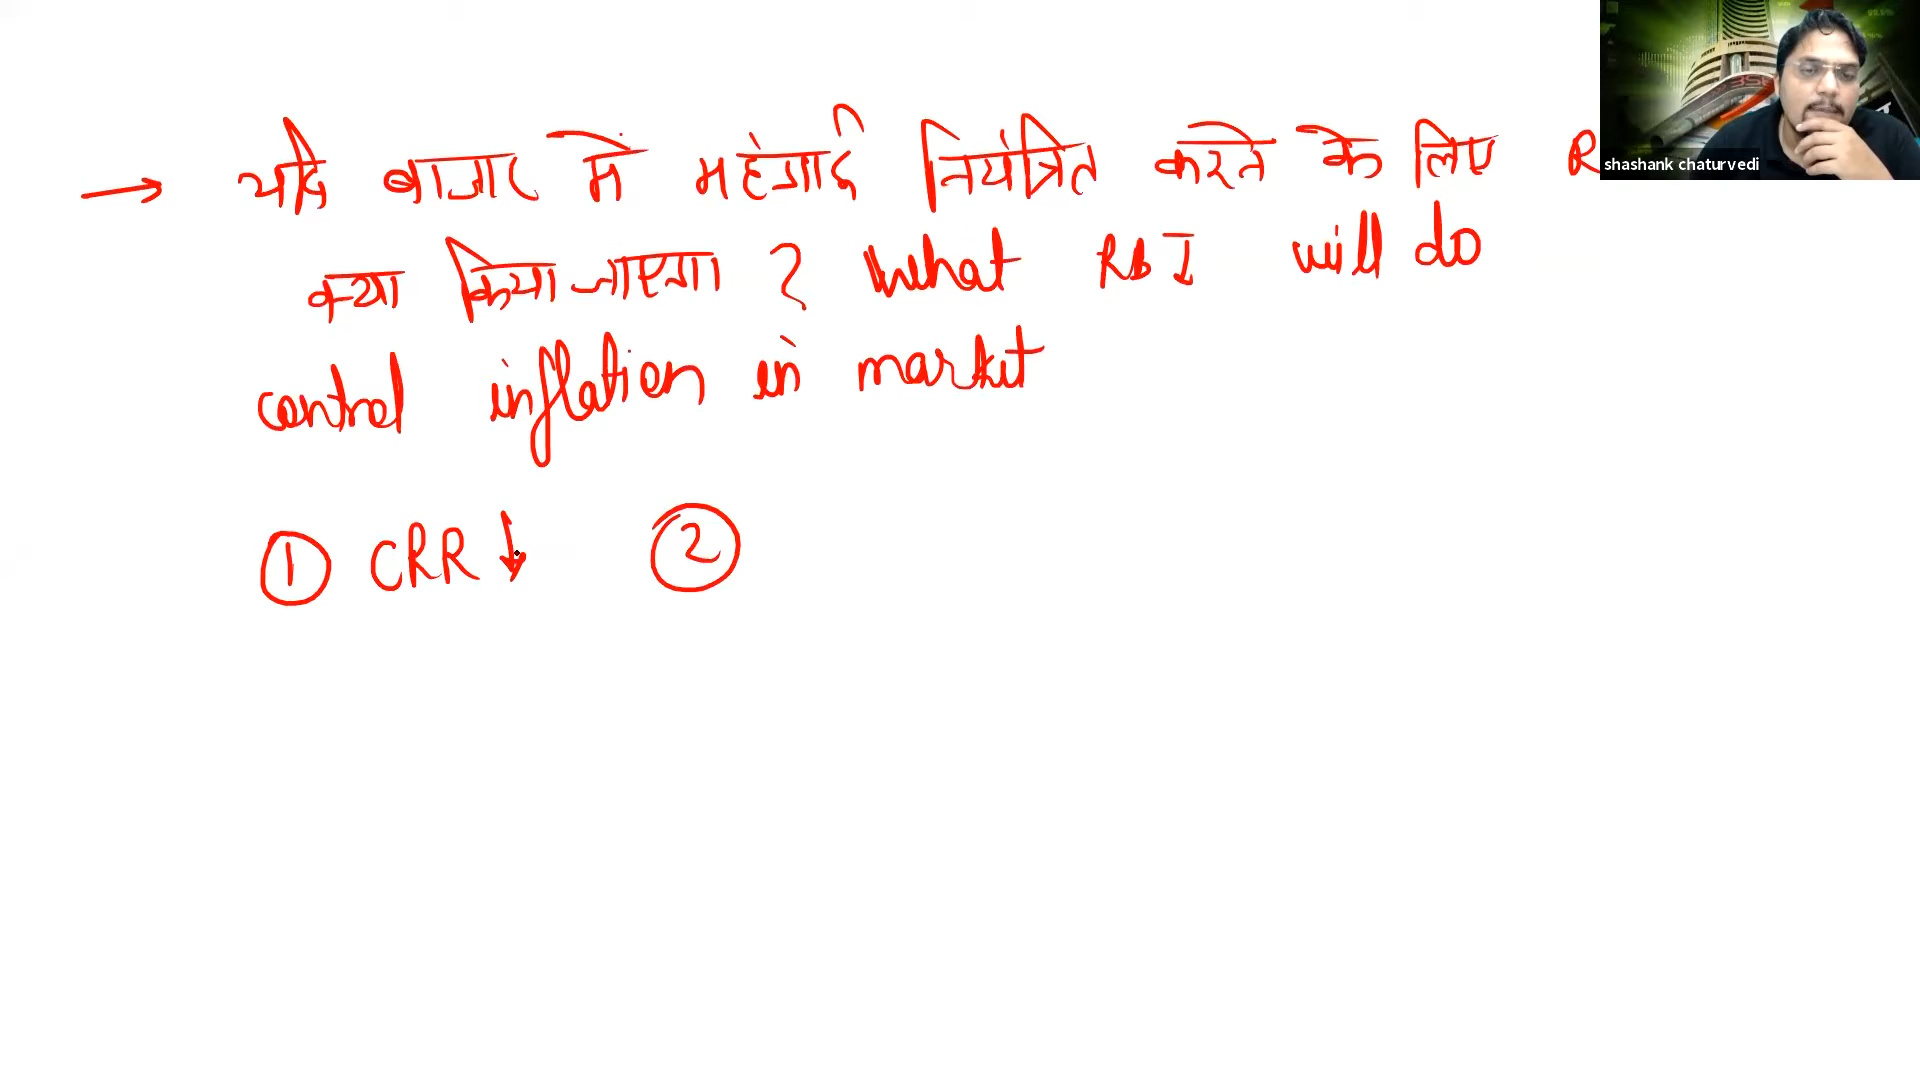 → यदि बाजार में महंगाई नियंत्रित करने के लिए R
क्या किया जाएगा ? What RBI will do
control inflation in market
① CRR ↓ ②
shashank chaturvedi